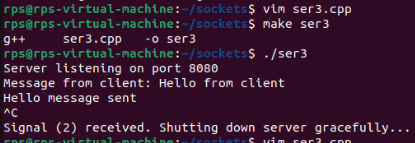 rps@rps-virtual-machine:~/sockets$ vim ser3.cpp
rps@rps-virtual-machine:~/sockets$ make ser3
g++     ser3.cpp   -o ser3
rps@rps-virtual-machine:~/sockets$ ./ser3
Server listening on port 8080
Message from client: Hello from client
Hello message sent
^C
Signal (2) received. Shutting down server gracefully...
rps@rps-virtual-machine:~/sockets$ vim ser3.cpp